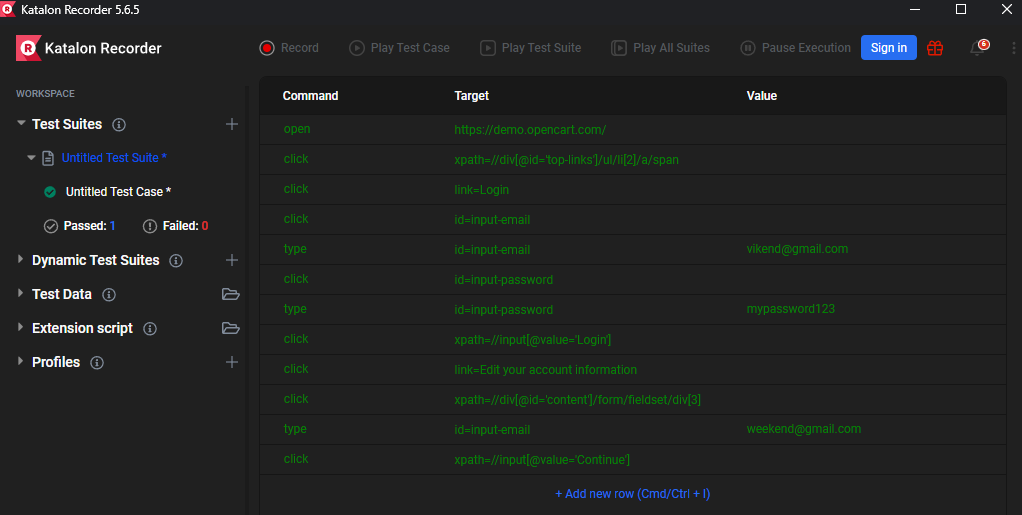 Katalon Recorder 5.6.5
Katalon Recorder
Record
Play Test Case
Play Test Suite
Play All Suites
Pause Execution
Sign in
6
WORKSPACE
Test Suites
Untitled Test Suite *
Untitled Test Case *
Passed: 1 Failed: 0
Dynamic Test Suites
Test Data
Extension script
Profiles
Command Target Value
open https://demo.opencart.com/
click xpath=//div[@id='top-links']/ul/li[2]/a/span
click link=Login
click id=input-email
type id=input-email vikend@gmail.com
click id=input-password
type id=input-password mypassword123
click xpath=//input[@value='Login']
click link=Edit your account information
click xpath=//div[@id='content']/form/fieldset/div[3]
type id=input-email weekend@gmail.com
click xpath=//input[@value='Continue']
+ Add new row (Cmd/Ctrl + I)